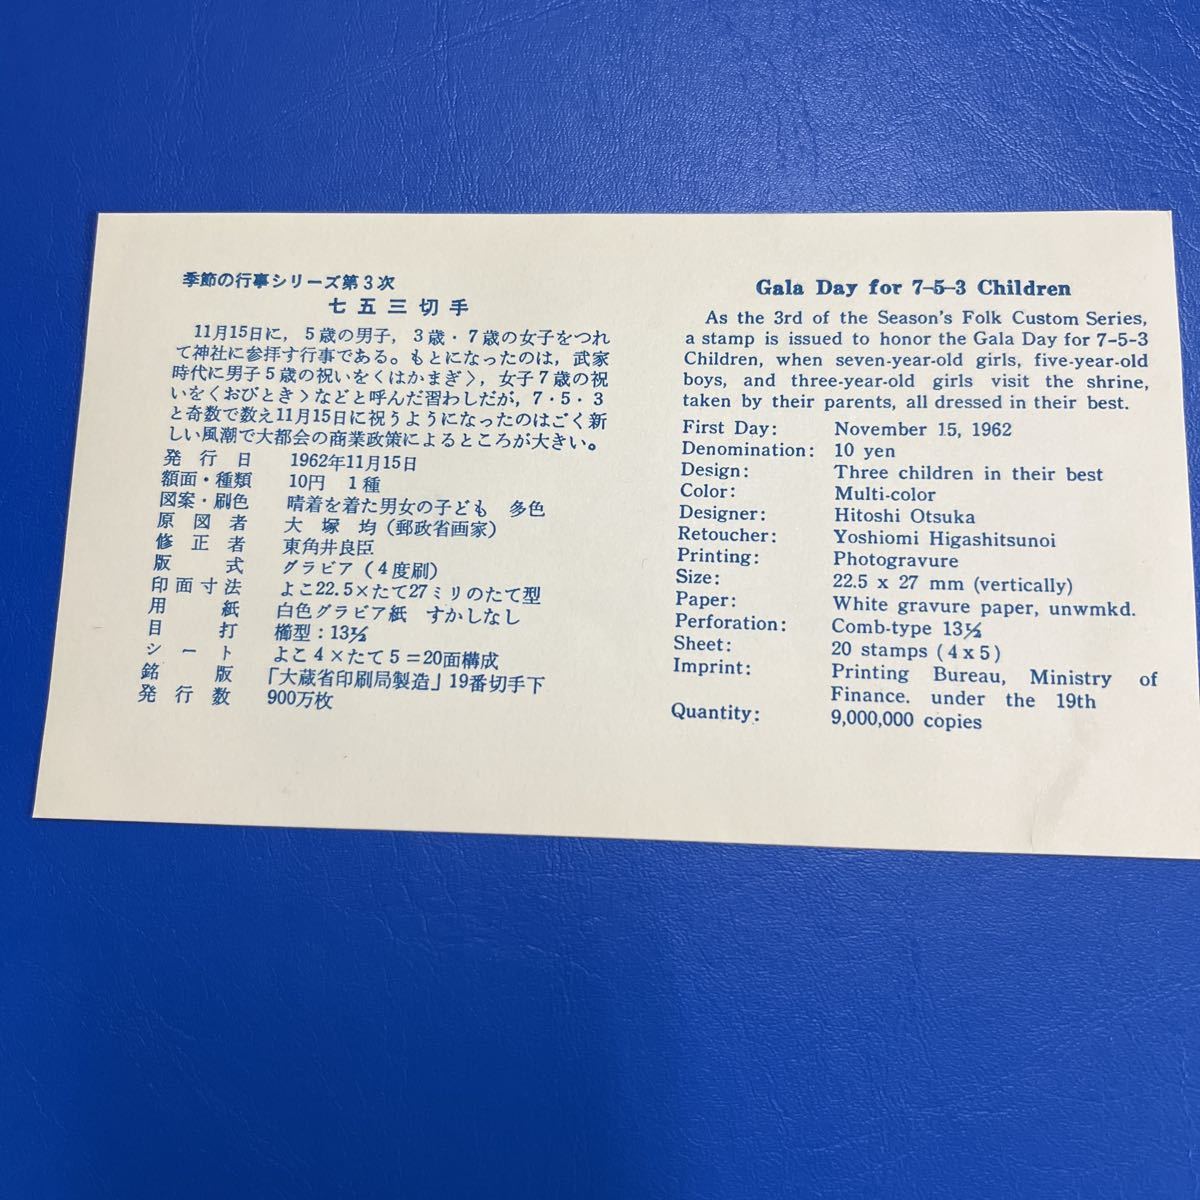 季節の行事シリーズ第3次
七五三切手
11月15日に，5歳の男子，3歳・7歳の女子をつれ
て神社に参拝す行事である。もとになったのは，武家
時代に男子5歳の祝いを〈はかまぎ〉，女子7歳の祝
いを〈おびとき〉などと呼んだ習わしだが，7・5・3
と奇数で数え11月15日に祝うようになったのはごく新
しい風潮で大都会の商業政策によるところが大きい。
発行日 1962年11月15日
額面・種類 10円 1種
図案・刷色 晴着を着た男女の子ども 多色
原図者 大塚均（郵政省画家）
修正者 東角井良臣
版式 グラビア（4度刷）
印面寸法 よこ22.5×たて27ミリのたて型
用紙 白色グラビア紙 すかしなし
目打 櫛型：13½
シート よこ4×たて5＝20面構成
銘版 「大蔵省印刷局製造」19番切手下
発行数 900万枚
Gala Day for 7-5-3 Children
As the 3rd of the Season's Folk Custom Series,
a stamp is issued to honor the Gala Day for 7-5-3
Children, when seven-year-old girls, five-year-old
boys, and three-year-old girls visit the shrine,
taken by their parents, all dressed in their best.
First Day: November 15, 1962
Denomination: 10 yen
Design: Three children in their best
Color: Multi-color
Designer: Hitoshi Otsuka
Retoucher: Yoshiomi Higashitsunoi
Printing: Photogravure
Size: 22.5 x 27 mm (vertically)
Paper: White gravure paper, unwmkd.
Perforation: Comb-type 13½
Sheet: 20 stamps (4x5)
Imprint: Printing Bureau, Ministry of
Finance. under the 19th
Quantity: 9,000,000 copies